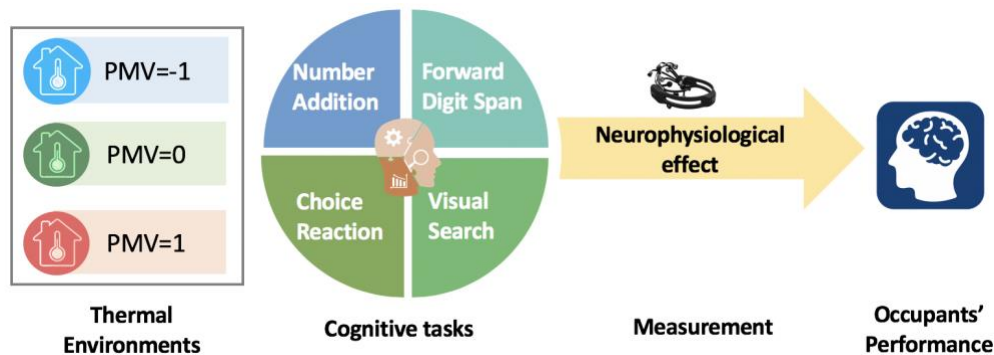 PMV=-1
PMV=0
PMV=1
Thermal
Environments
Number
Addition
Forward
Digit Span
Choice
Reaction
Visual
Search
Cognitive tasks
Neurophysiological
effect
Measurement
Occupants’
Performance